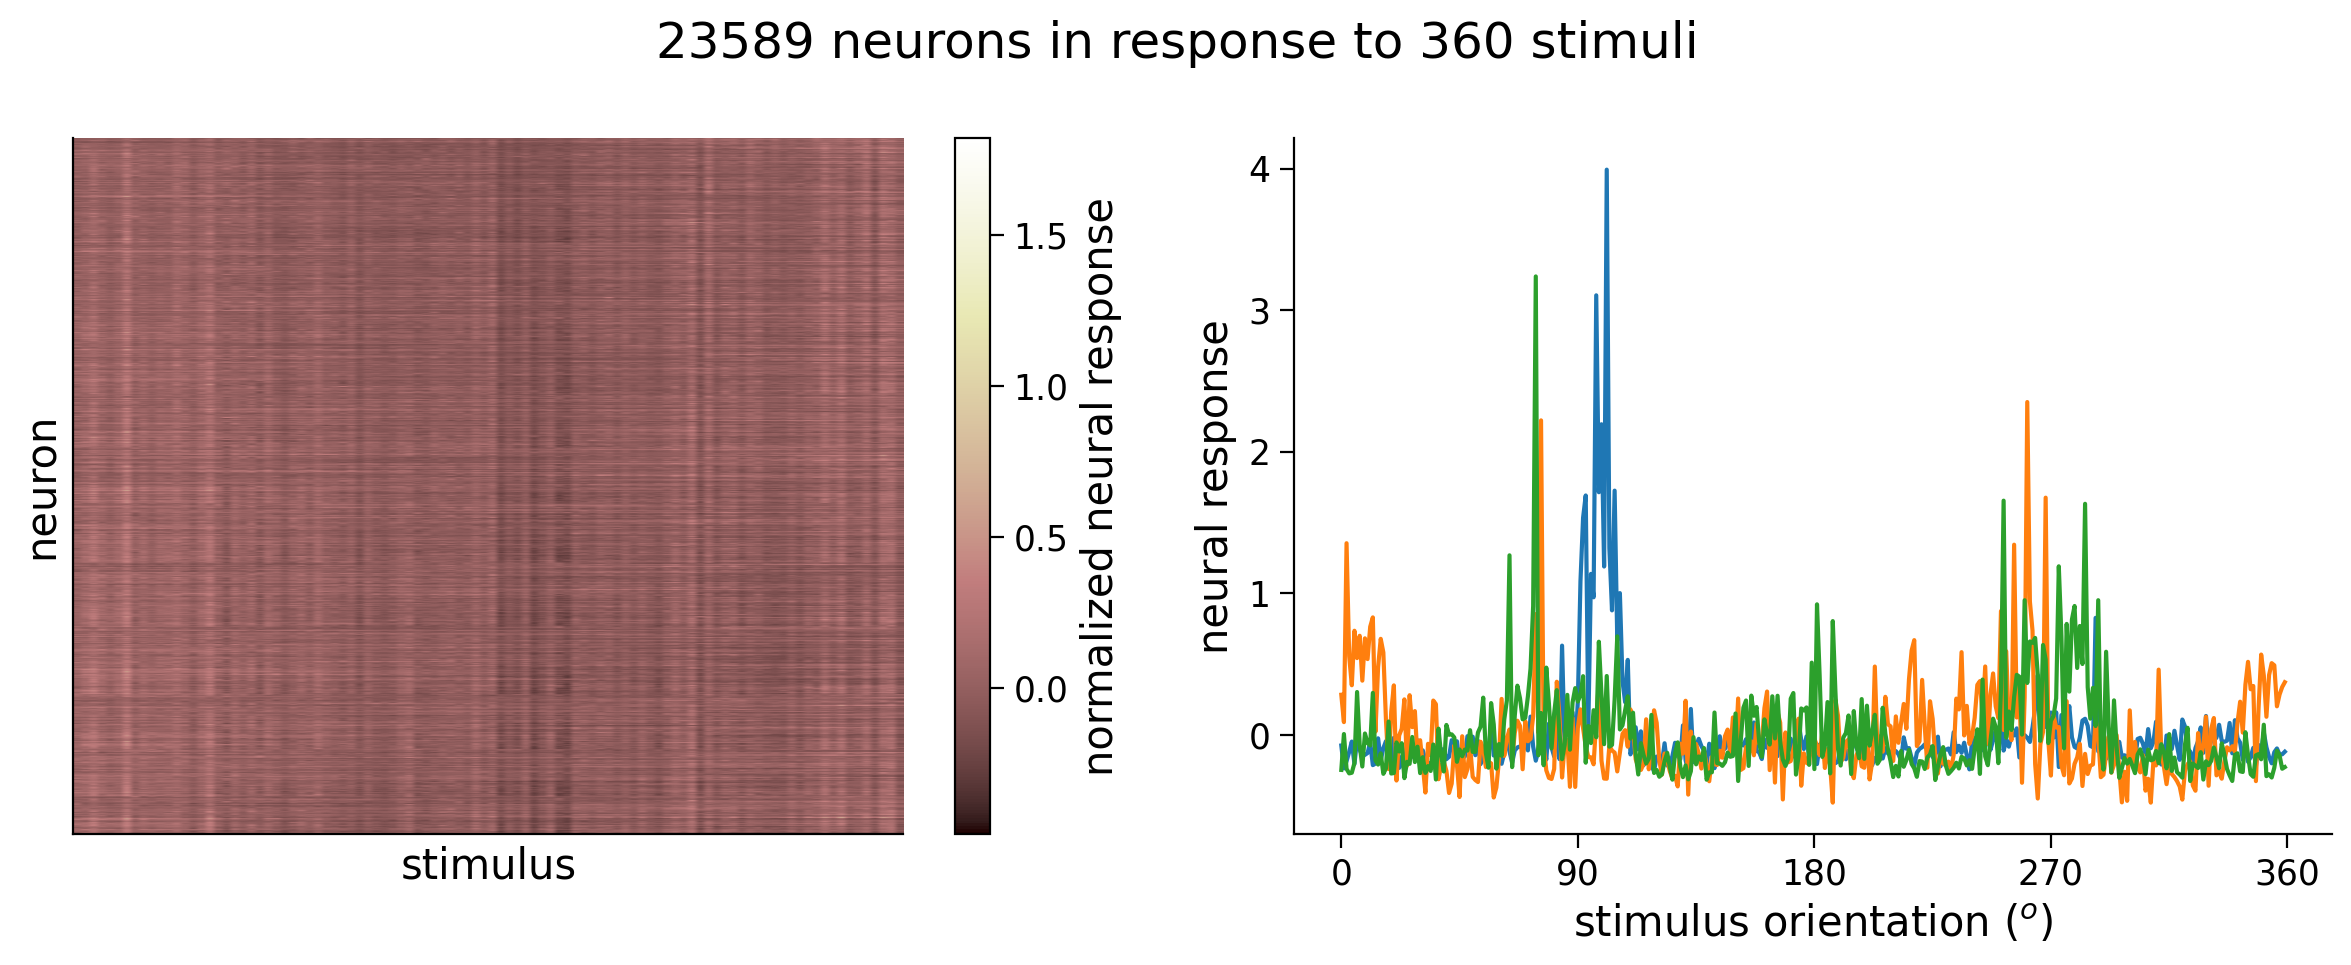 23589 neurons in response to 360 stimuli
neuron
stimulus
1.5
1.0
0.5
0.0
normalized neural response
neural response
4
3
2
1
0
0 90 180 270 360
stimulus orientation (º)